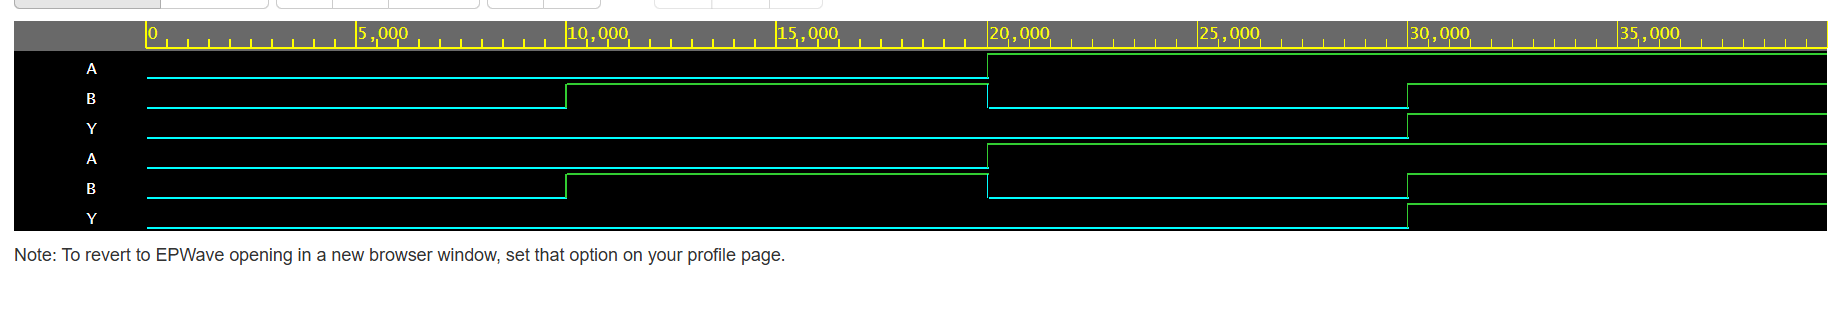 0 5,000 10,000 15,000 20,000 25,000 30,000 35,000
A
B
Y
A
B
Y
Note: To revert to EPWave opening in a new browser window, set that option on your profile page.